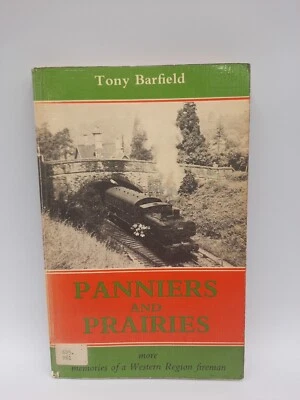 Tony Barfield
PANNIERS
AND
PRAIRIES
more
memories of a Western Region fireman